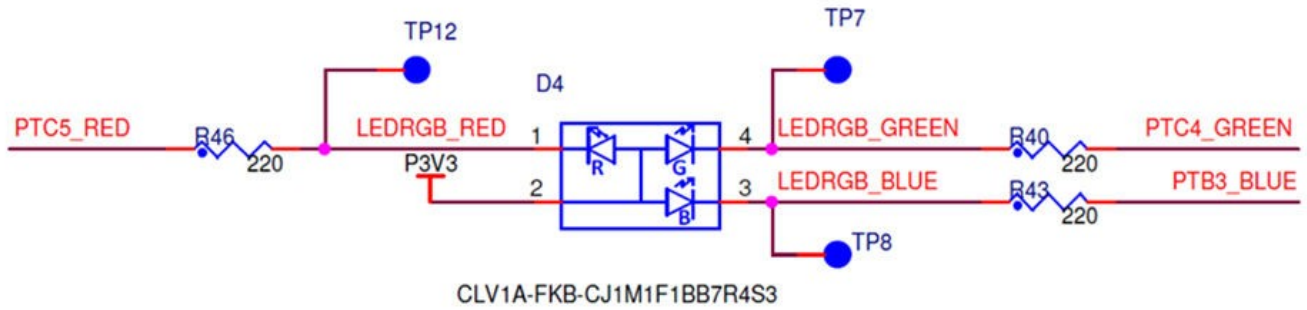 TP12
TP7
D4
PTC5_RED
R46
220
LEDRGB_RED
1
R
G
4
LEDRGB_GREEN
R40
220
PTC4_GREEN
P3V3
2
B
3
LEDRGB_BLUE
R43
220
PTB3_BLUE
TP8
CLV1A-FKB-CJ1M1F1BB7R4S3